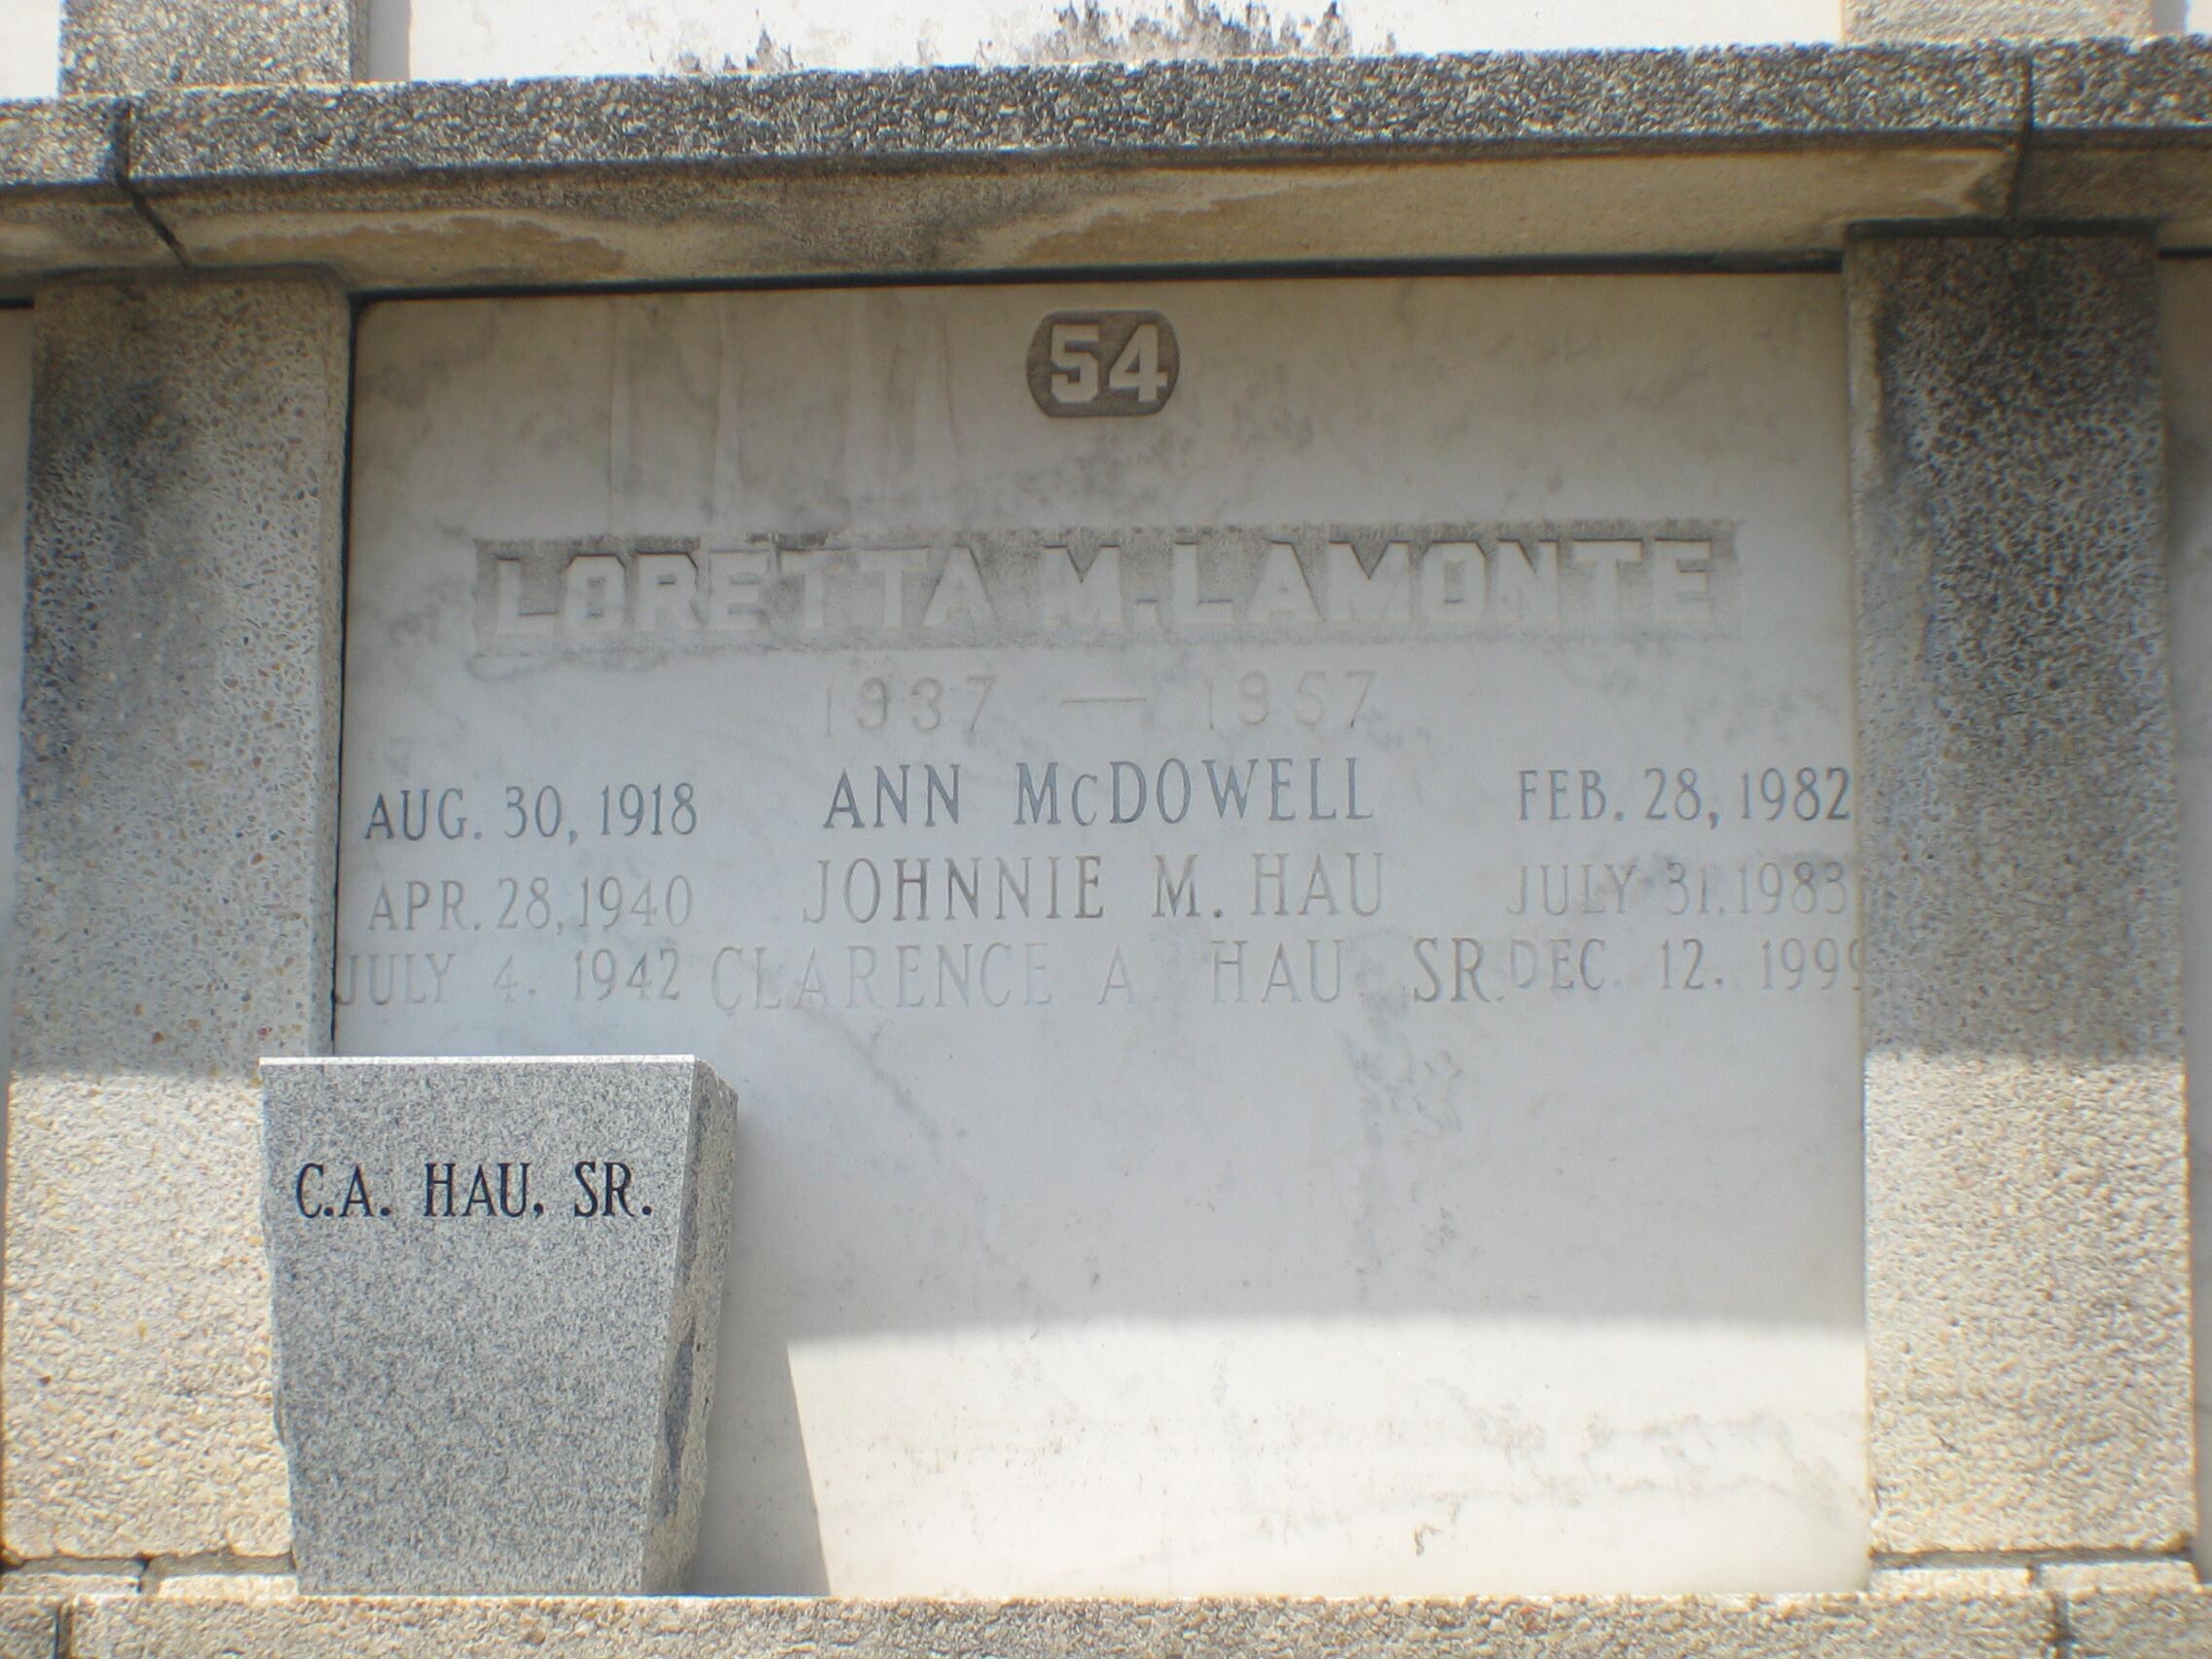 54
LORETTA M. LAMONTE
1937 — 1957
AUG. 30, 1918 ANN McDOWELL FEB. 28, 1982
APR. 28, 1940 JOHNNIE M. HAU JULY 31, 1983
JULY 4, 1942 CLARENCE A. HAU SR. DEC. 12, 1999
C.A. HAU, SR.